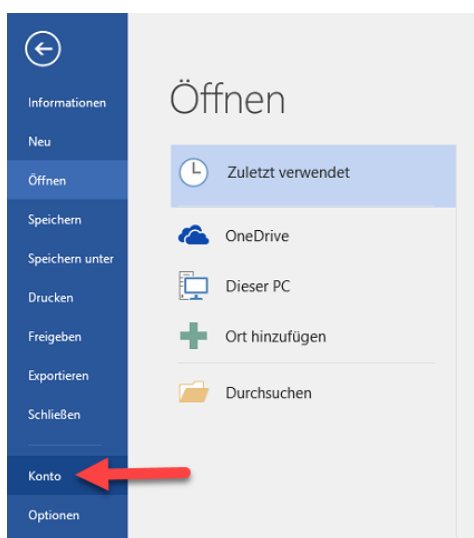 Informationen
Neu
Öffnen
Speichern
Speichern unter
Drucken
Freigeben
Exportieren
Schließen
Konto
Optionen
Öffnen
Zuletzt verwendet
OneDrive
Dieser PC
Ort hinzufügen
Durchsuchen